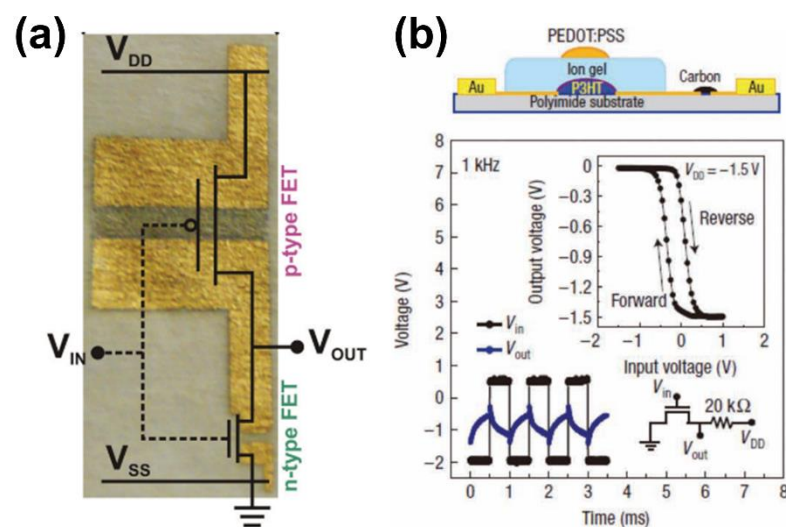 (a)
V_DD
p-type FET
V_IN
V_OUT
n-type FET
V_SS
(b)
PEDOT:PSS
Ion gel
Carbon
Au
P3HT
Au
Polyimide substrate
8
7
6
5
4
3
2
1
0
−1
−2
Voltage (V)
1 kHz
V_in
V_out
0
−0.3
−0.6
−0.9
−1.2
−1.5
Output voltage (V)
V_DD = −1.5 V
Reverse
Forward
−2
−1
0
1
2
Input voltage (V)
V_in
20 kΩ
V_out
V_DD
0
1
2
3
4
5
6
7
8
Time (ms)